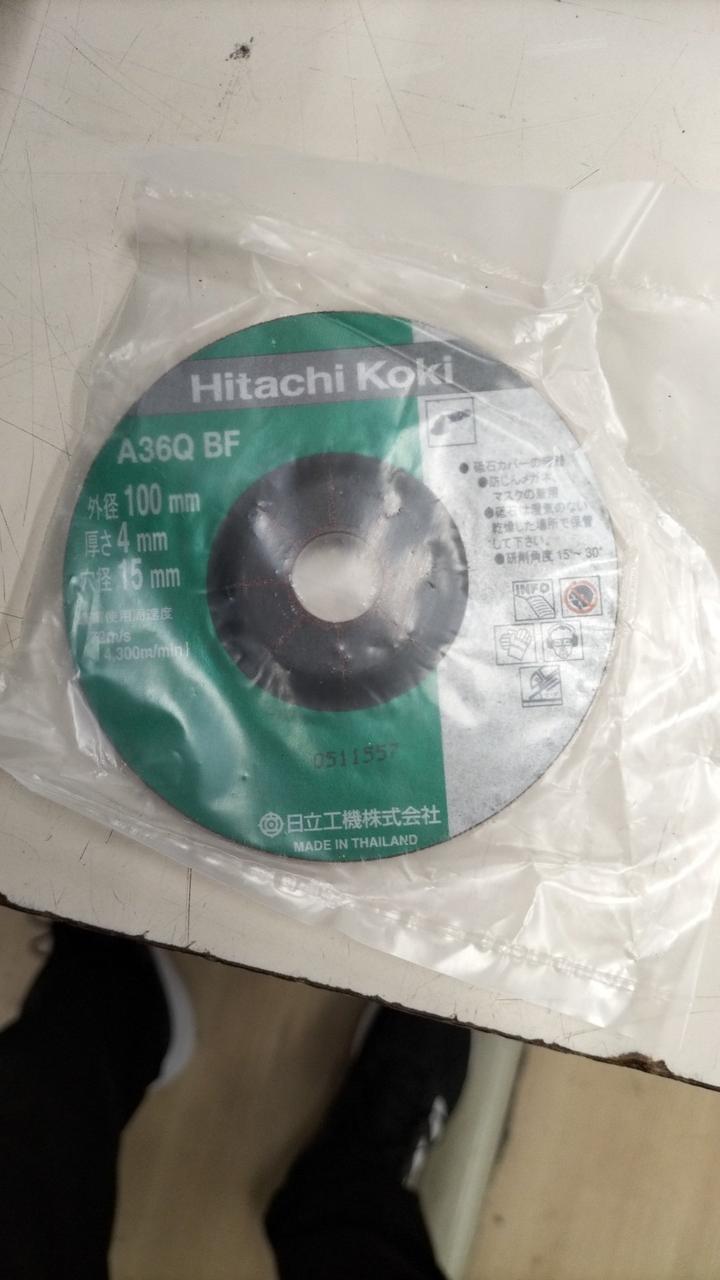 Hitachi Koki
A36Q BF
外径 100 mm
厚さ 4 mm
穴径 15 mm
使用周速度
72m/s
4,300m/min
●砥石カバーの
●防じんメガネ、
マスクの着用
●砥石は湿気のない
乾燥した場所で保管
して下さい。
●研削角度 15°~30°
INFO
0511557
日立工機株式会社
MADE IN THAILAND